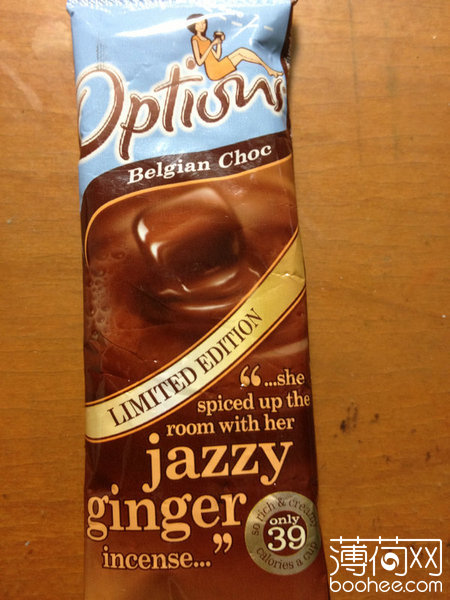 Options
Belgian Choc
LIMITED EDITION
“...she
spiced up the
room with her
jazzy
ginger
incense...”
so rich & creamy
only
39
calories a cup
薄荷网
boohee.com